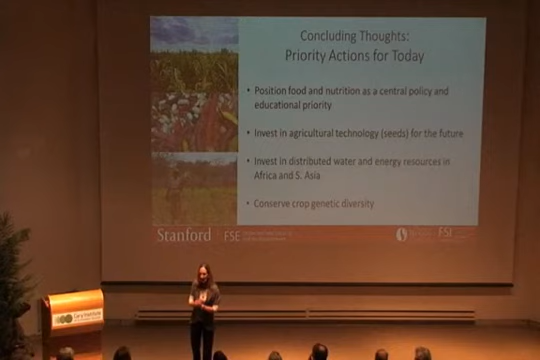 Concluding Thoughts:
Priority Actions for Today
• Position food and nutrition as a central policy and
educational priority
• Invest in agricultural technology (seeds) for the future
• Invest in distributed water and energy resources in
Africa and S. Asia
• Conserve crop genetic diversity
Stanford FSE FSI
Cary Institute